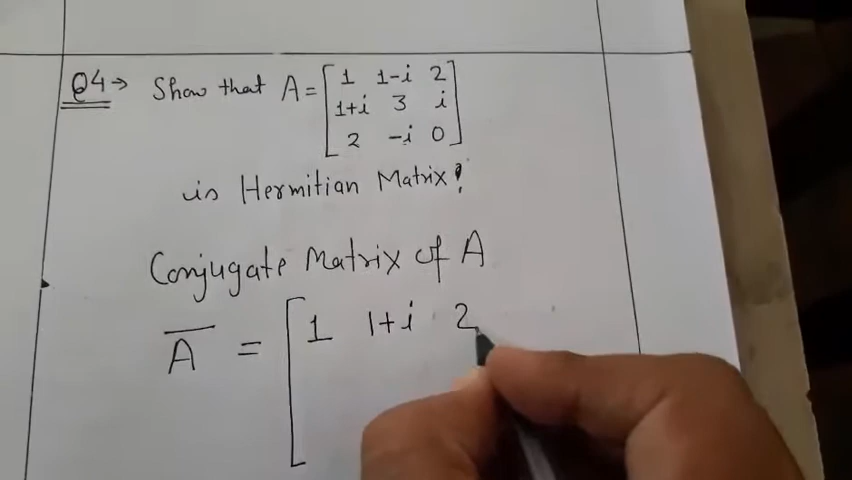 Q4→ Show that A = [1 1-i 2
1+i 3 i
2 -i 0]
is Hermitian Matrix!
Conjugate Matrix of A
A̅ = [1 1+i 2